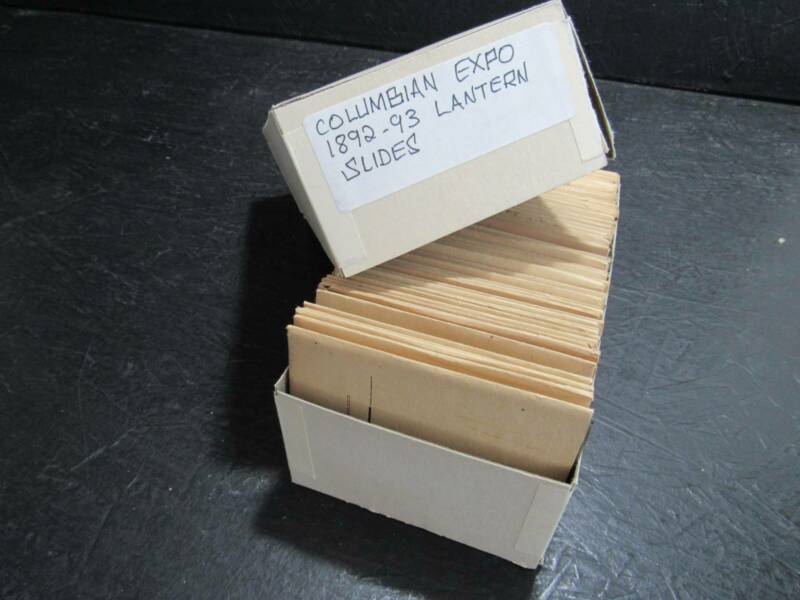 COLUMBIAN EXPO
1892-93 LANTERN
SLIDES